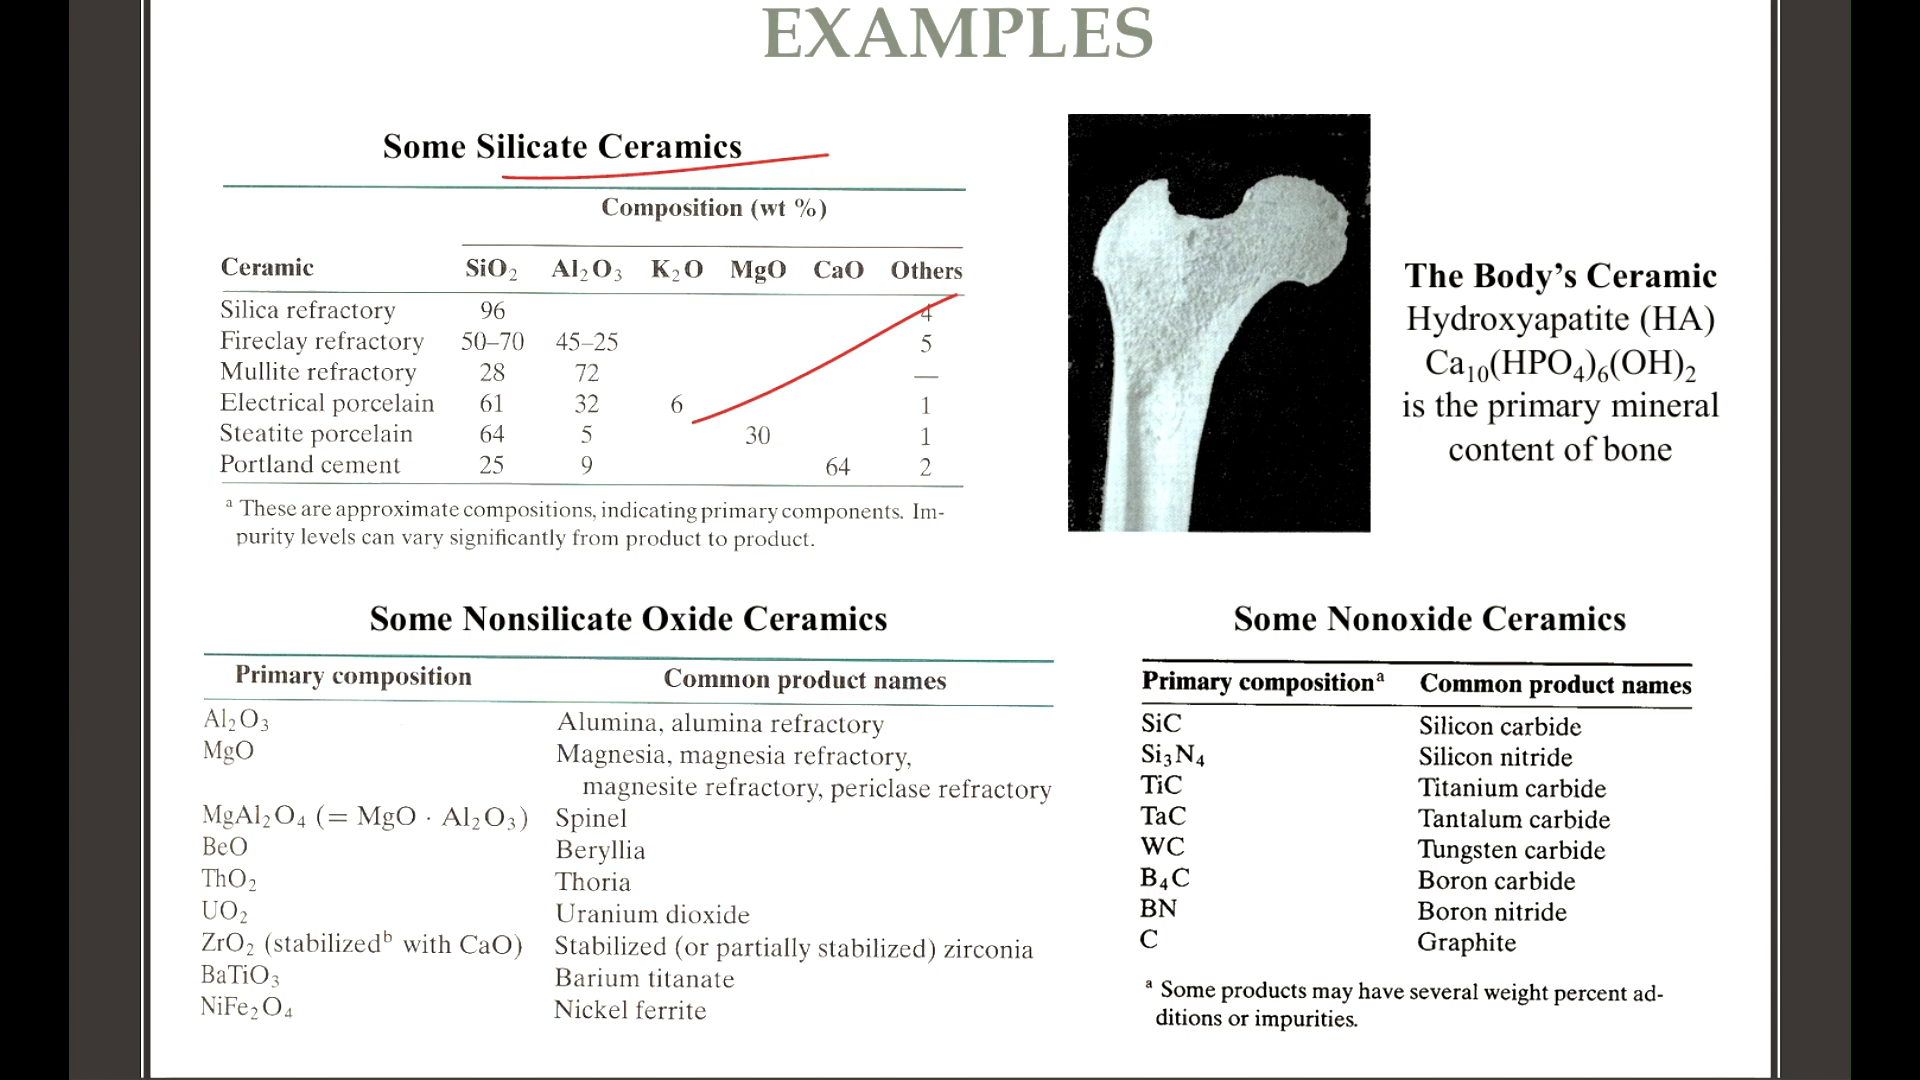 EXAMPLES
Some Silicate Ceramics
Composition (wt %)
Ceramic SiO₂ Al₂O₃ K₂O MgO CaO Others
Silica refractory 96 4
Fireclay refractory 50–70 45–25 5
Mullite refractory 28 72 —
Electrical porcelain 61 32 6 1
Steatite porcelain 64 5 30 1
Portland cement 25 9 64 2
ᵃ These are approximate compositions, indicating primary components. Im-
purity levels can vary significantly from product to product.
The Body's Ceramic
Hydroxyapatite (HA)
Ca₁₀(HPO₄)₆(OH)₂
is the primary mineral
content of bone
Some Nonsilicate Oxide Ceramics
Primary composition Common product names
Al₂O₃ Alumina, alumina refractory
MgO Magnesia, magnesia refractory,
magnesite refractory, periclase refractory
MgAl₂O₄ (= MgO · Al₂O₃) Spinel
BeO Beryllia
ThO₂ Thoria
UO₂ Uranium dioxide
ZrO₂ (stabilizedᵇ with CaO) Stabilized (or partially stabilized) zirconia
BaTiO₃ Barium titanate
NiFe₂O₄ Nickel ferrite
Some Nonoxide Ceramics
Primary compositionᵃ Common product names
SiC Silicon carbide
Si₃N₄ Silicon nitride
TiC Titanium carbide
TaC Tantalum carbide
WC Tungsten carbide
B₄C Boron carbide
BN Boron nitride
C Graphite
ᵃ Some products may have several weight percent ad-
ditions or impurities.